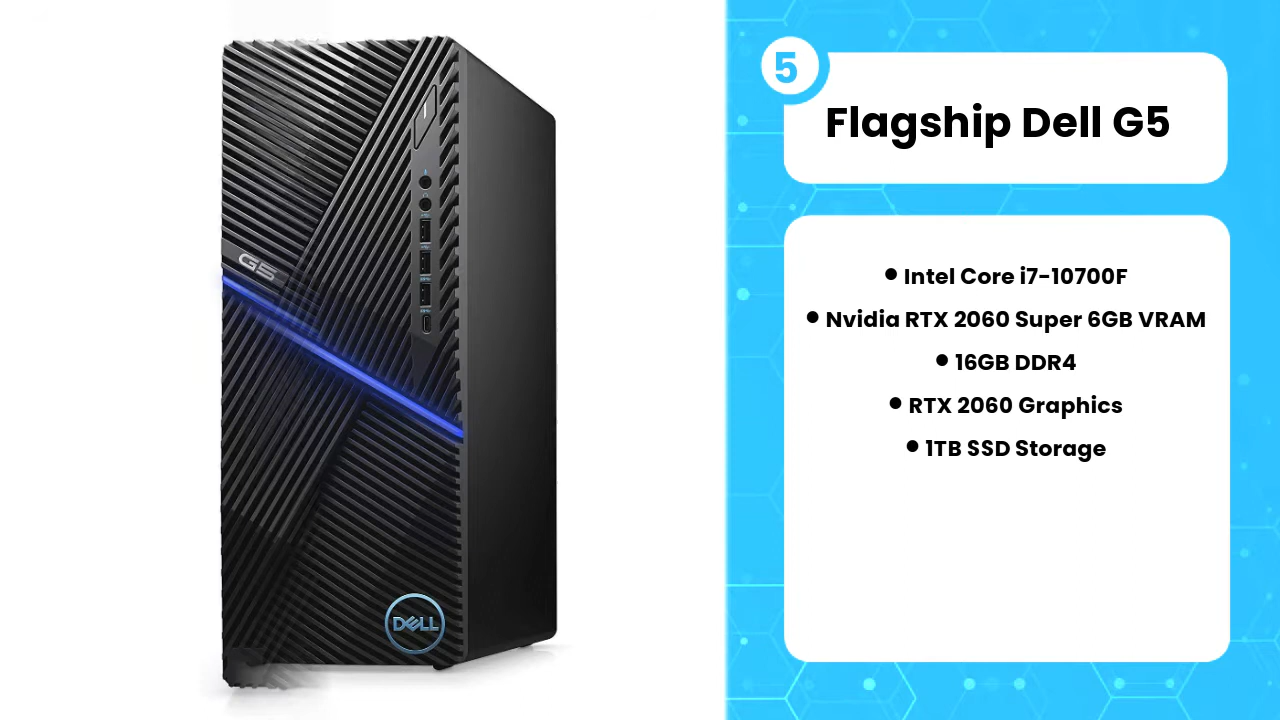 5
Flagship Dell G5
• Intel Core i7-10700F
• Nvidia RTX 2060 Super 6GB VRAM
• 16GB DDR4
• RTX 2060 Graphics
• 1TB SSD Storage
G5
DELL